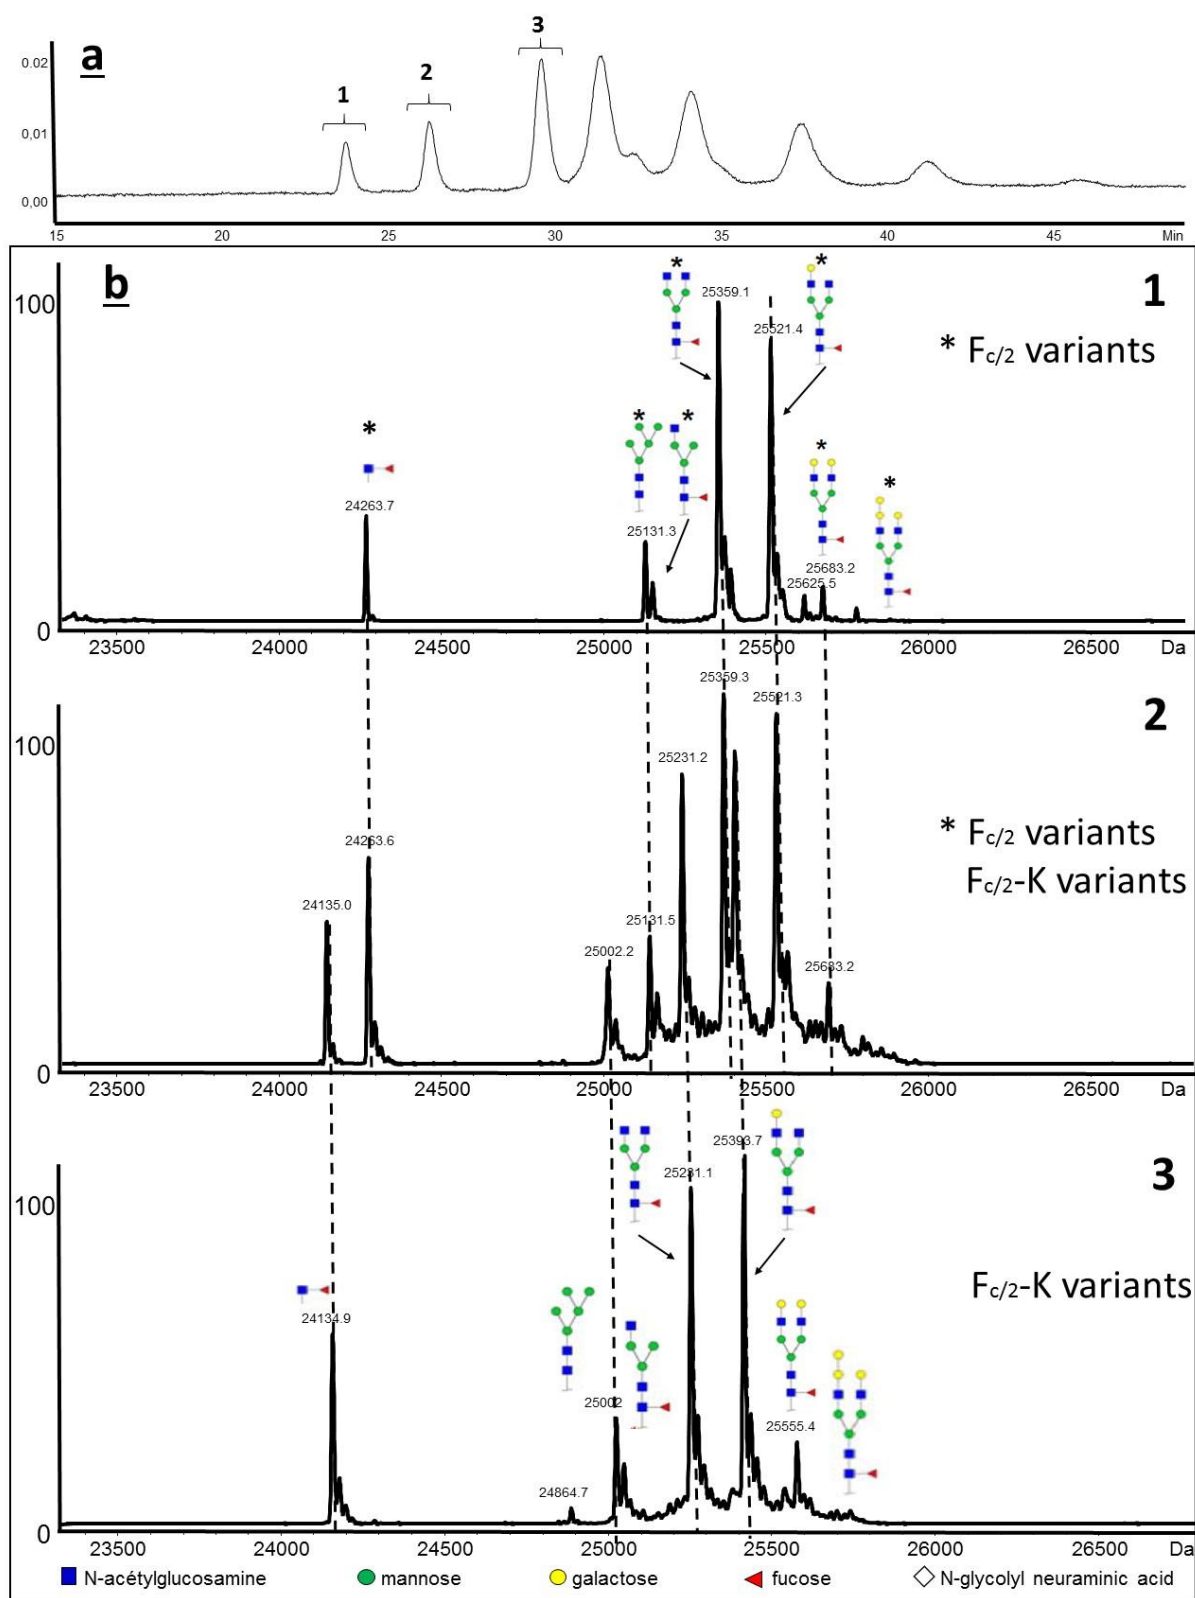 a
1
2
3
0.02
0,01
0,00
15 20 25 30 35 40 45 Min
b
1
100
* Fc/2 variants
* * * * * *
24263.7
25131.3
25359.1
25521.4
25625.5
25683.2
0
23500 24000 24500 25000 25500 26000 26500 Da
2
100
* Fc/2 variants
Fc/2-K variants
24135.0
24263.6
25002.2
25131.5
25231.2
25359.3
25521.3
25683.2
0
23500 24000 24500 25000 25500 26000 26500 Da
3
100
Fc/2-K variants
24134.9
24864.7
25002
25231.1
25393.7
25555.4
0
23500 24000 24500 25000 25500 26000 26500 Da
N-acétylglucosamine mannose galactose fucose N-glycolyl neuraminic acid